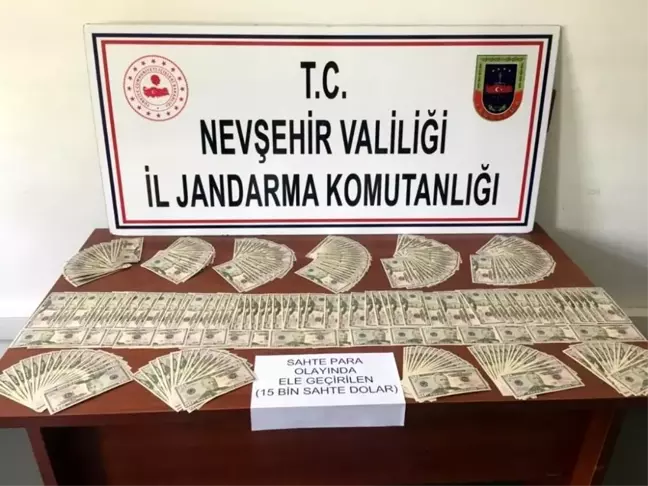 T.C.
NEVŞEHİR VALİLİĞİ
İL JANDARMA KOMUTANLIĞI
SAHTE PARA
OLAYINDA
ELE GEÇİRİLEN
(15 BİN SAHTE DOLAR)